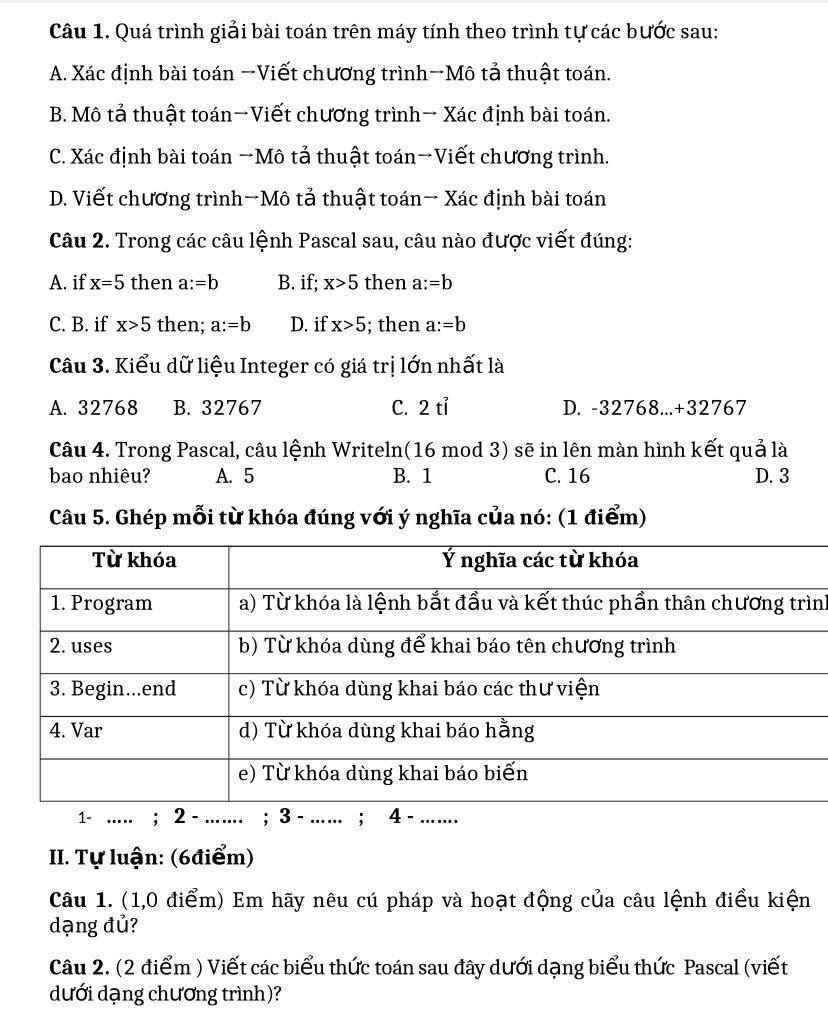 Câu 1. Quá trình giải bài toán trên máy tính theo trình tự các bước sau:
A. Xác định bài toán →Viết chương trình→Mô tả thuật toán.
B. Mô tả thuật toán→Viết chương trình→ Xác định bài toán.
C. Xác định bài toán →Mô tả thuật toán→Viết chương trình.
D. Viết chương trình→Mô tả thuật toán→ Xác định bài toán
Câu 2. Trong các câu lệnh Pascal sau, câu nào được viết đúng:
A. if x=5 then a:=b B. if; x>5 then a:=b
C. B. if x>5 then; a:=b D. if x>5; then a:=b
Câu 3. Kiểu dữ liệu Integer có giá trị lớn nhất là
A. 32768 B. 32767 C. 2 tỉ D. -32768...+32767
Câu 4. Trong Pascal, câu lệnh Writeln(16 mod 3) sẽ in lên màn hình kết quả là
bao nhiêu? A. 5 B. 1 C. 16 D. 3
Câu 5. Ghép mỗi từ khóa đúng với ý nghĩa của nó: (1 điểm)
Từ khóa Ý nghĩa các từ khóa
1. Program a) Từ khóa là lệnh bắt đầu và kết thúc phần thân chương trình
2. uses b) Từ khóa dùng để khai báo tên chương trình
3. Begin...end c) Từ khóa dùng khai báo các thư viện
4. Var d) Từ khóa dùng khai báo hằng
e) Từ khóa dùng khai báo biến
1- ..... ; 2 - ....... ; 3 - ...... ; 4 - .......
II. Tự luận: (6điểm)
Câu 1. (1,0 điểm) Em hãy nêu cú pháp và hoạt động của câu lệnh điều kiện
dạng đủ?
Câu 2. (2 điểm ) Viết các biểu thức toán sau đây dưới dạng biểu thức Pascal (viết
dưới dạng chương trình)?